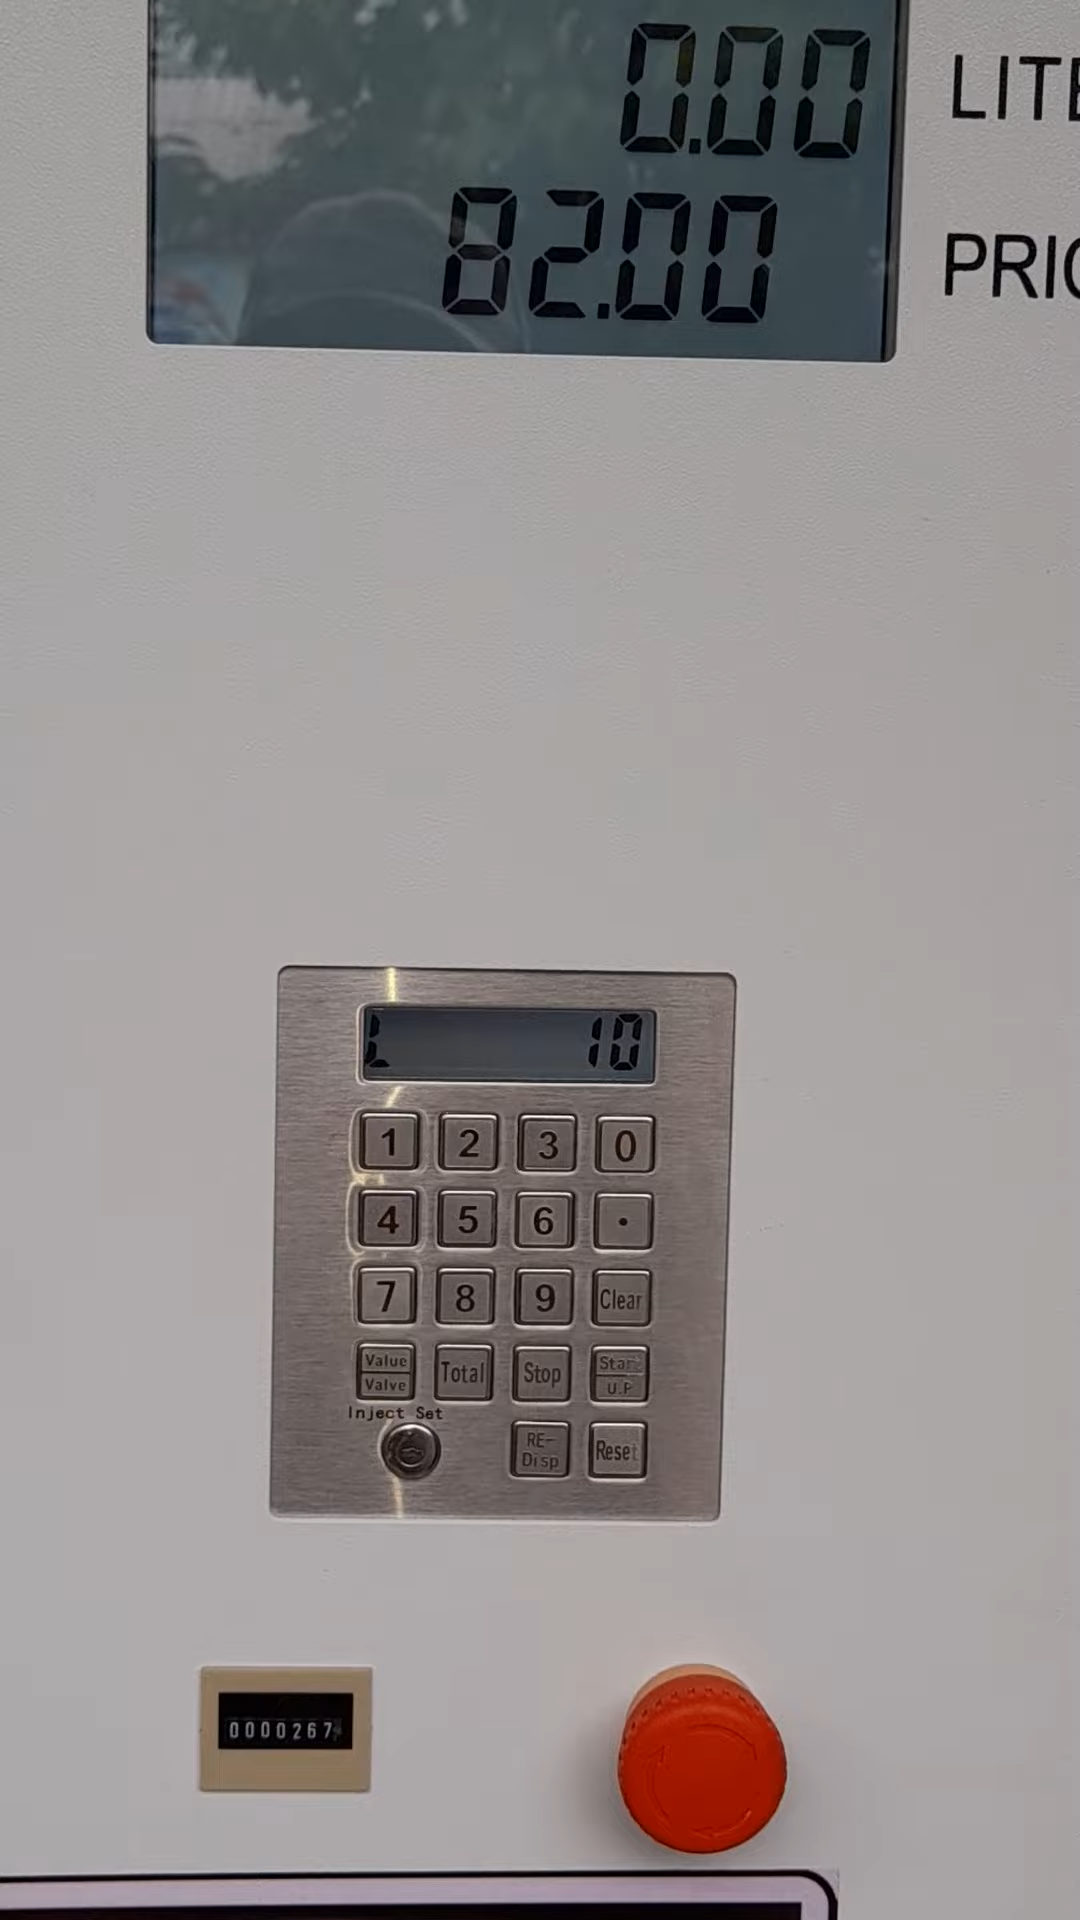 0.00 LITE
82.00 PRIC
L 10
1 2 3 0
4 5 6 .
7 8 9 Clear
Value Valve Total Stop Start U.P
Inject Set
RE-Disp Reset
0000267